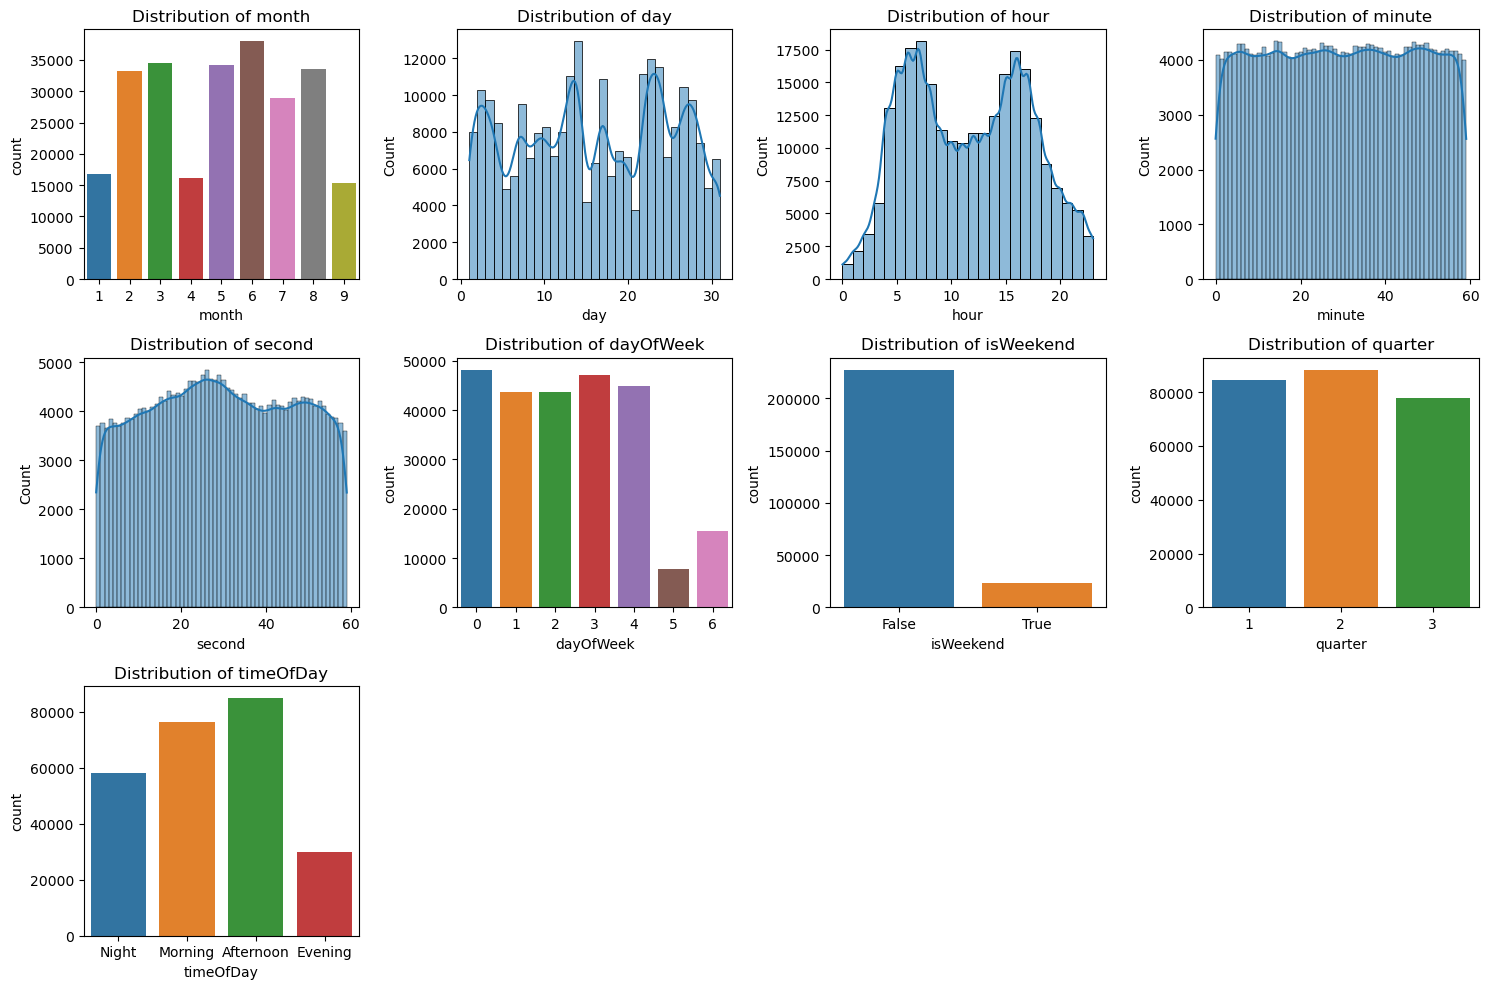 Distribution of month
count
35000
30000
25000
20000
15000
10000
5000
0
1 2 3 4 5 6 7 8 9
month
Distribution of day
Count
12000
10000
8000
6000
4000
2000
0
0 10 20 30
day
Distribution of hour
Count
17500
15000
12500
10000
7500
5000
2500
0
0 5 10 15 20
hour
Distribution of minute
Count
4000
3000
2000
1000
0
0 20 40 60
minute
Distribution of second
Count
5000
4000
3000
2000
1000
0
0 20 40 60
second
Distribution of dayOfWeek
count
50000
40000
30000
20000
10000
0
0 1 2 3 4 5 6
dayOfWeek
Distribution of isWeekend
count
200000
150000
100000
50000
0
False True
isWeekend
Distribution of quarter
count
80000
60000
40000
20000
0
1 2 3
quarter
Distribution of timeOfDay
count
80000
60000
40000
20000
0
Night Morning Afternoon Evening
timeOfDay